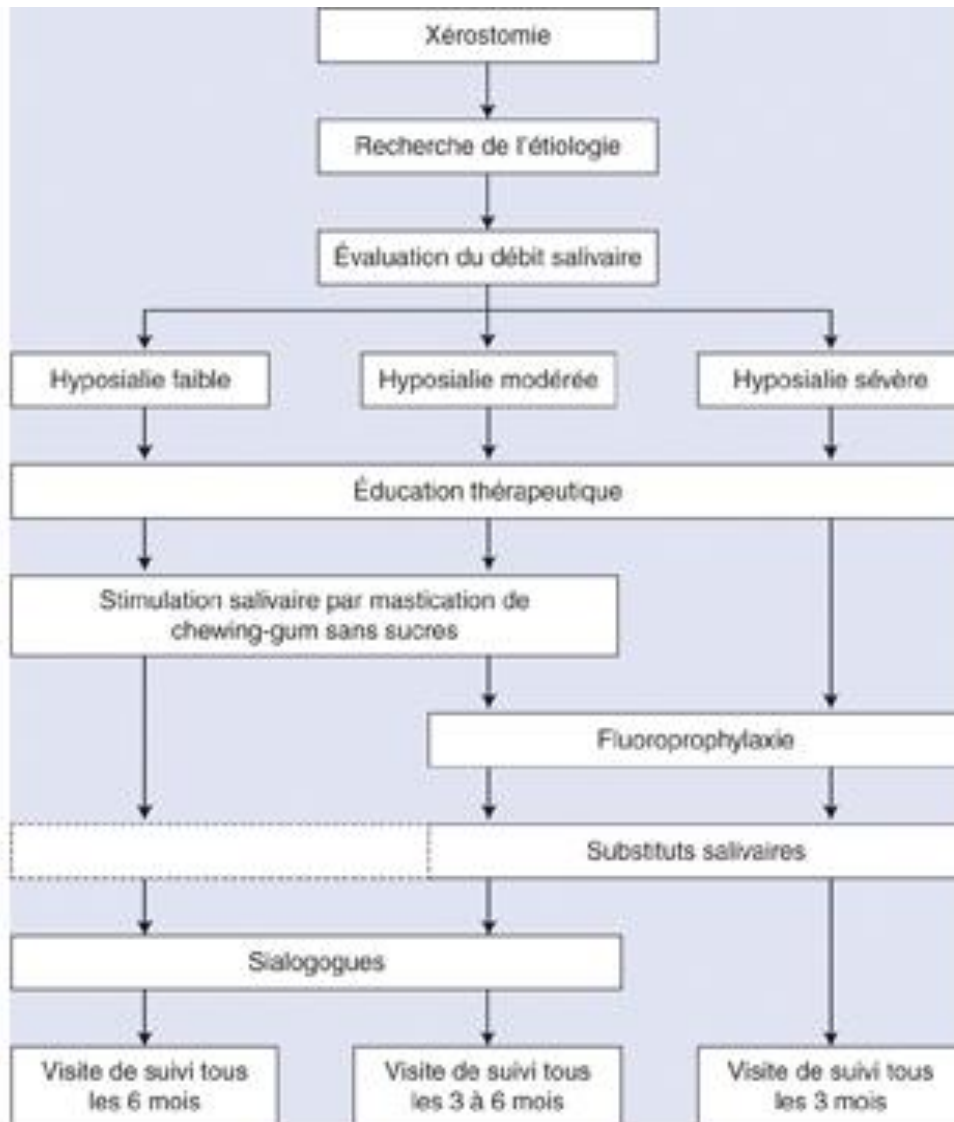 Xérostomie
Recherche de l'étiologie
Évaluation du débit salivaire
Hyposialie faible
Hyposialie modérée
Hyposialie sévère
Éducation thérapeutique
Stimulation salivaire par mastication de
chewing-gum sans sucres
Fluoroprophylaxie
Substituts salivaires
Sialogogues
Visite de suivi tous
les 6 mois
Visite de suivi tous
les 3 à 6 mois
Visite de suivi tous
les 3 mois